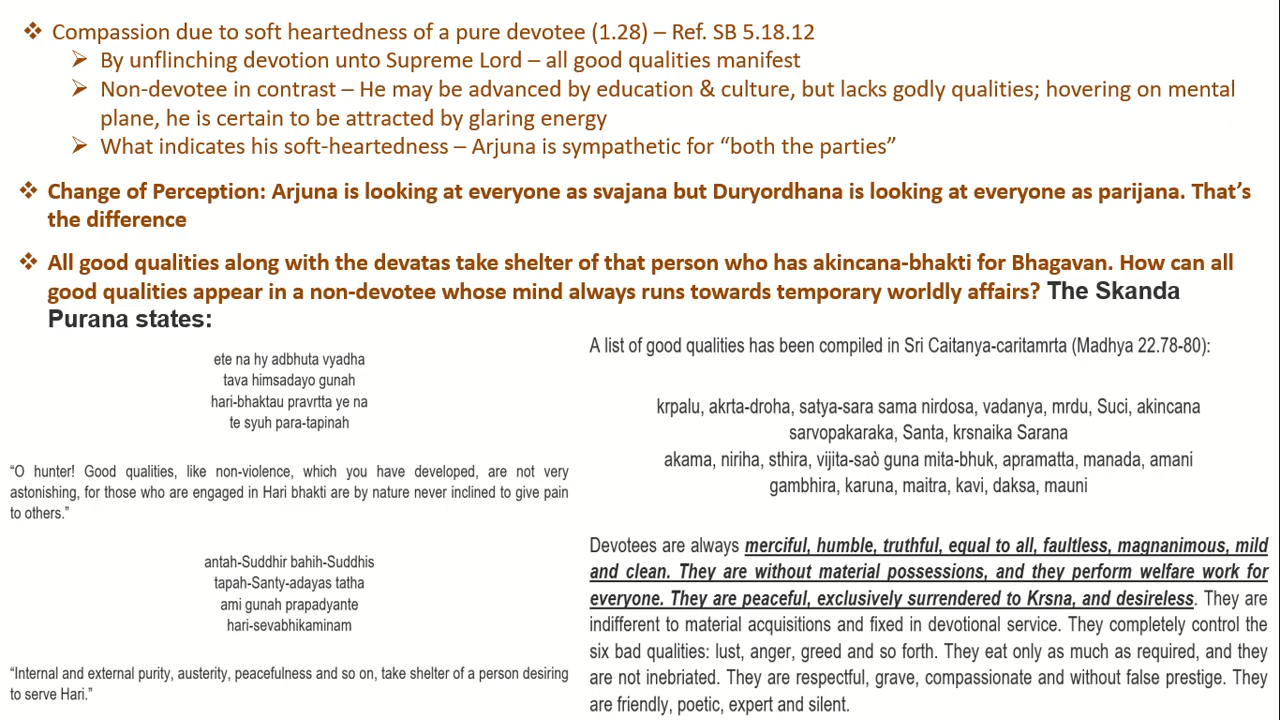 ❖ Compassion due to soft heartedness of a pure devotee (1.28) – Ref. SB 5.18.12
➢ By unflinching devotion unto Supreme Lord – all good qualities manifest
➢ Non-devotee in contrast – He may be advanced by education & culture, but lacks godly qualities; hovering on mental
plane, he is certain to be attracted by glaring energy
➢ What indicates his soft-heartedness – Arjuna is sympathetic for “both the parties”
❖ Change of Perception: Arjuna is looking at everyone as svajana but Duryordhana is looking at everyone as parijana. That’s
the difference
❖ All good qualities along with the devatas take shelter of that person who has akincana-bhakti for Bhagavan. How can all
good qualities appear in a non-devotee whose mind always runs towards temporary worldly affairs? The Skanda
Purana states:
ete na hy adbhuta vyadha
tava himsadayo gunah
hari-bhaktau pravrtta ye na
te syuh para-tapinah
“O hunter! Good qualities, like non-violence, which you have developed, are not very
astonishing, for those who are engaged in Hari bhakti are by nature never inclined to give pain
to others.”
antah-Suddhir bahih-Suddhis
tapah-Santy-adayas tatha
ami gunah prapadyante
hari-sevabhikaminam
“Internal and external purity, austerity, peacefulness and so on, take shelter of a person desiring
to serve Hari.”
A list of good qualities has been compiled in Sri Caitanya-caritamrta (Madhya 22.78-80):
krpalu, akrta-droha, satya-sara sama nirdosa, vadanya, mrdu, Suci, akincana
sarvopakaraka, Santa, krsnaika Sarana
akama, niriha, sthira, vijita-saò guna mita-bhuk, apramatta, manada, amani
gambhira, karuna, maitra, kavi, daksa, mauni
Devotees are always merciful, humble, truthful, equal to all, faultless, magnanimous, mild
and clean. They are without material possessions, and they perform welfare work for
everyone. They are peaceful, exclusively surrendered to Krsna, and desireless. They are
indifferent to material acquisitions and fixed in devotional service. They completely control the
six bad qualities: lust, anger, greed and so forth. They eat only as much as required, and they
are not inebriated. They are respectful, grave, compassionate and without false prestige. They
are friendly, poetic, expert and silent.